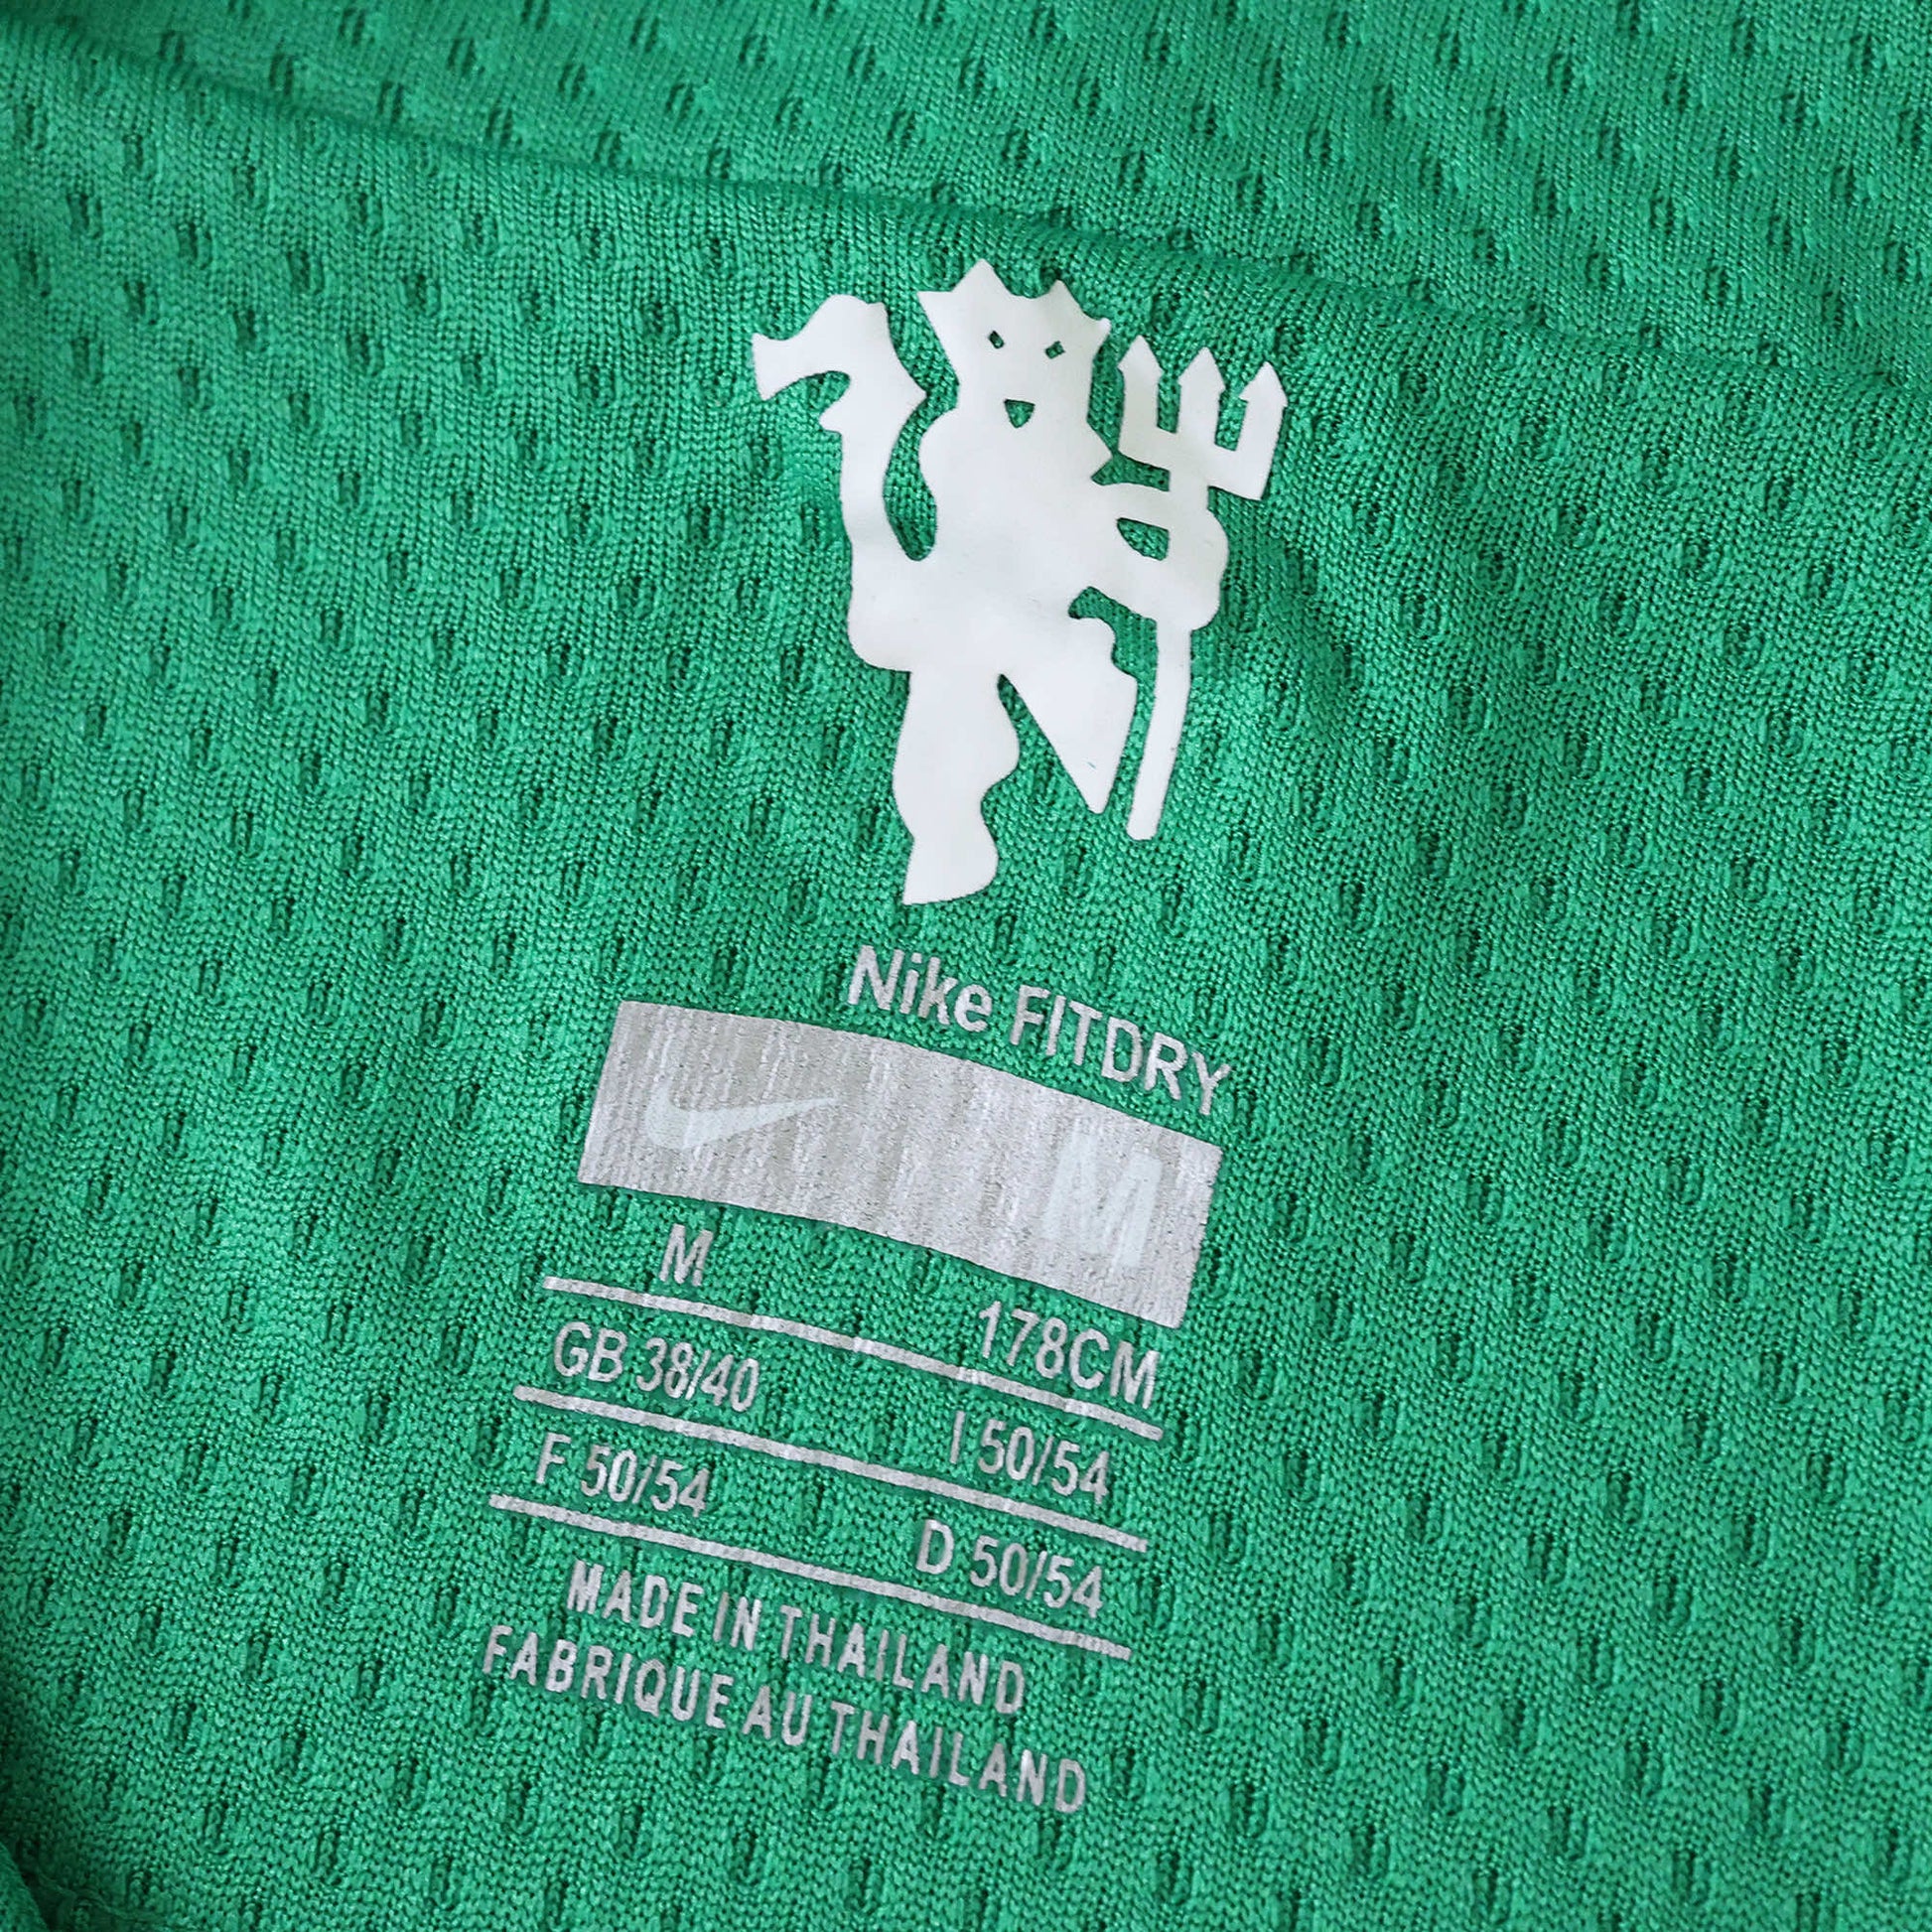 Nike FITDRY
M
M 178CM
GB 38/40 I 50/54
F 50/54 D 50/54
MADE IN THAILAND
FABRIQUE AU THAILAND